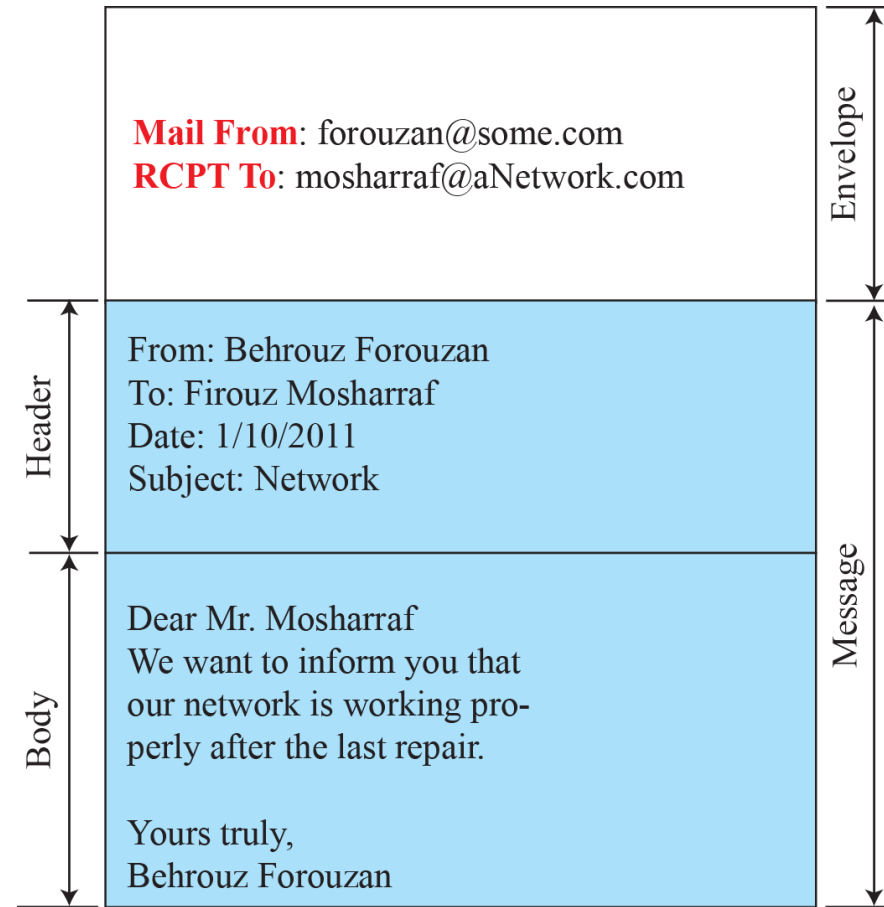 Mail From: forouzan@some.com
RCPT To: mosharraf@aNetwork.com
Envelope
Header
From: Behrouz Forouzan
To: Firouz Mosharraf
Date: 1/10/2011
Subject: Network
Message
Body
Dear Mr. Mosharraf
We want to inform you that
our network is working pro-
perly after the last repair.
Yours truly,
Behrouz Forouzan